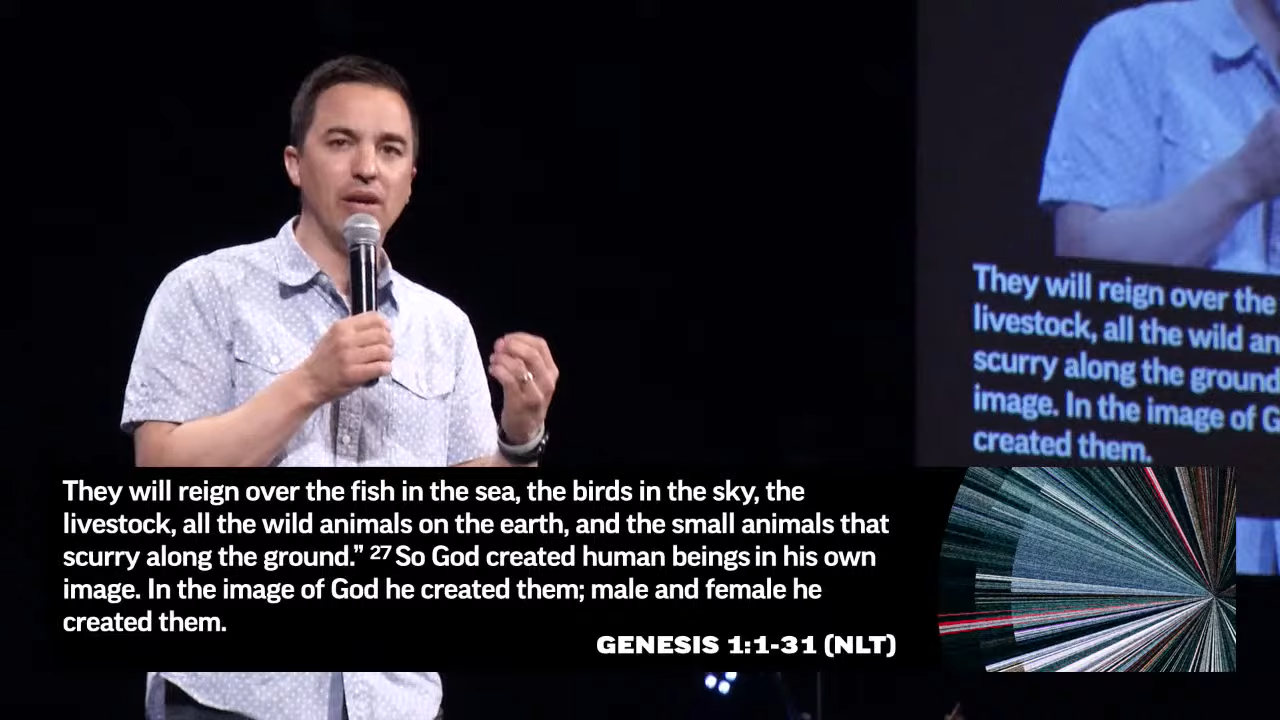 They will reign over the fish in the sea, the birds in the sky, the
livestock, all the wild animals on the earth, and the small animals that
scurry along the ground.” 27 So God created human beings in his own
image. In the image of God he created them; male and female he
created them.
GENESIS 1:1-31 (NLT)
They will reign over the
livestock, all the wild an
scurry along the ground
image. In the image of G
created them.